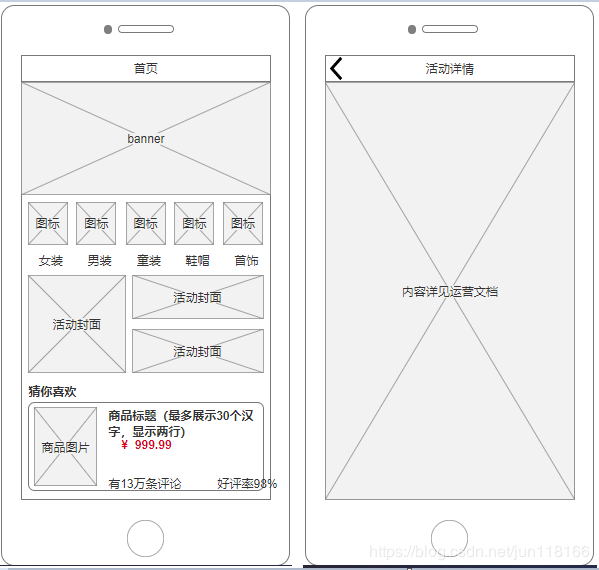 首页
banner
图标 图标 图标 图标 图标
女装 男装 童装 鞋帽 首饰
活动封面
活动封面
活动封面
猜你喜欢
商品图片
商品标题（最多展示30个汉
字，显示两行）
¥ 999.99
有13万条评论 好评率98%
活动详情
内容详见运营文档
https://blog.csdn.net/jun118166